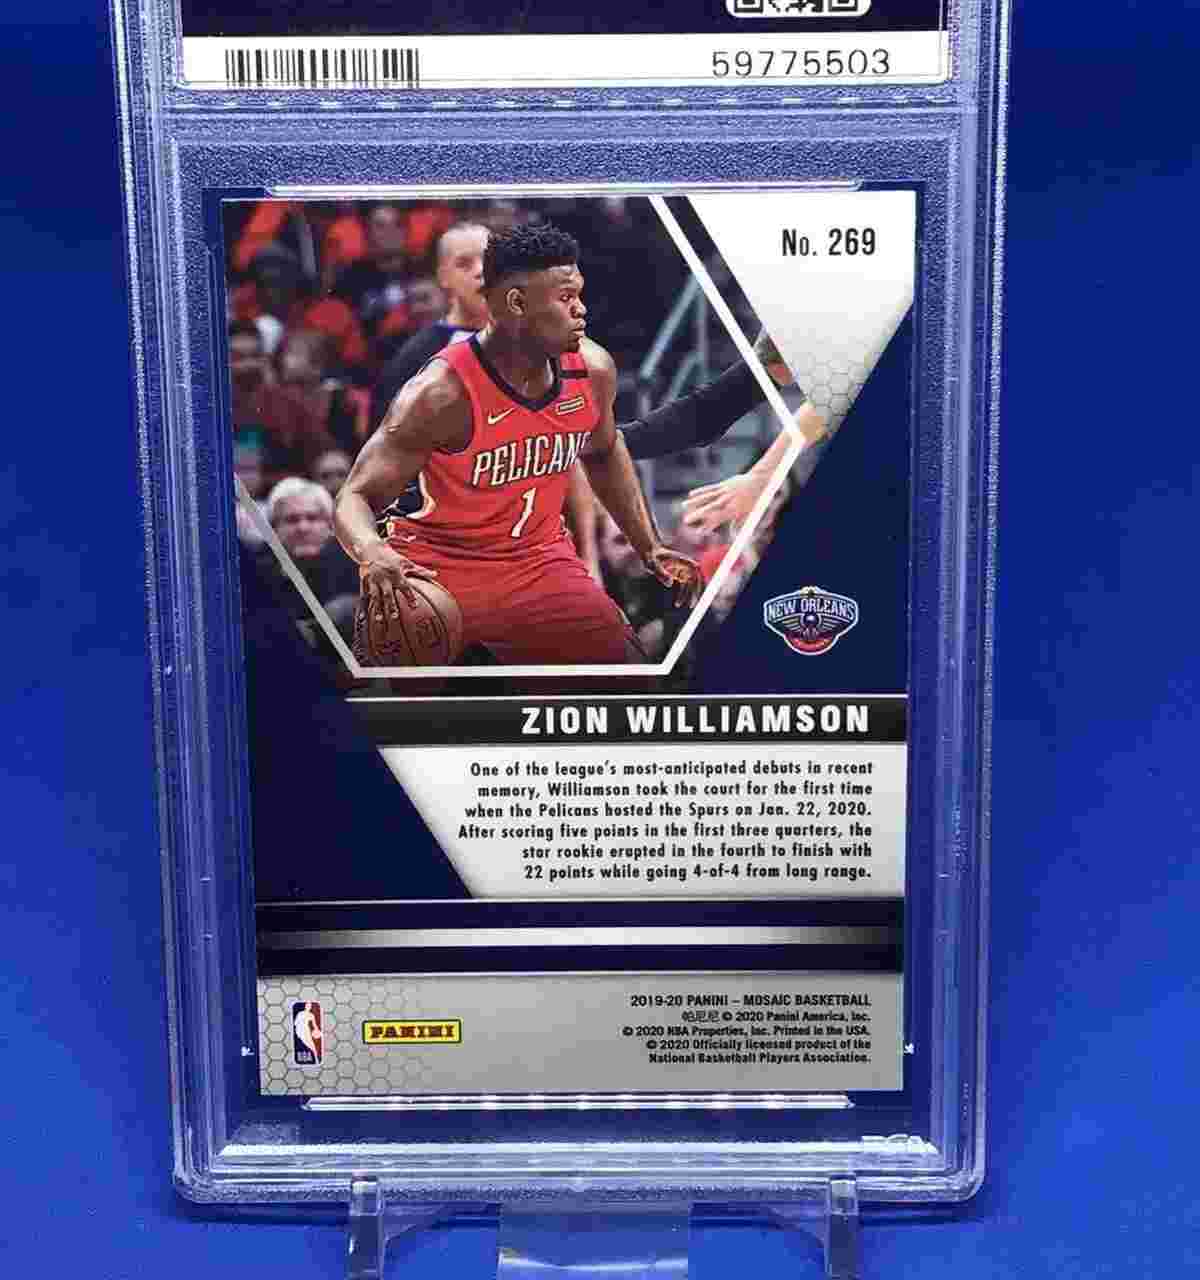 59775503
No. 269
PELICANS
1
NEW ORLEANS
ZION WILLIAMSON
One of the league's most-anticipated debuts in recent
memory, Williamson took the court for the first time
when the Pelicans hosted the Spurs on Jan. 22, 2020.
After scoring five points in the first three quarters, the
star rookie erupted in the fourth to finish with
22 points while going 4-of-4 from long range.
2019-20 PANINI – MOSAIC BASKETBALL
帕尼尼 © 2020 Panini America, Inc.
© 2020 NBA Properties, Inc. Printed in the USA.
© 2020 Officially licensed product of the
National Basketball Players Association.
NBA
PANINI
PSA